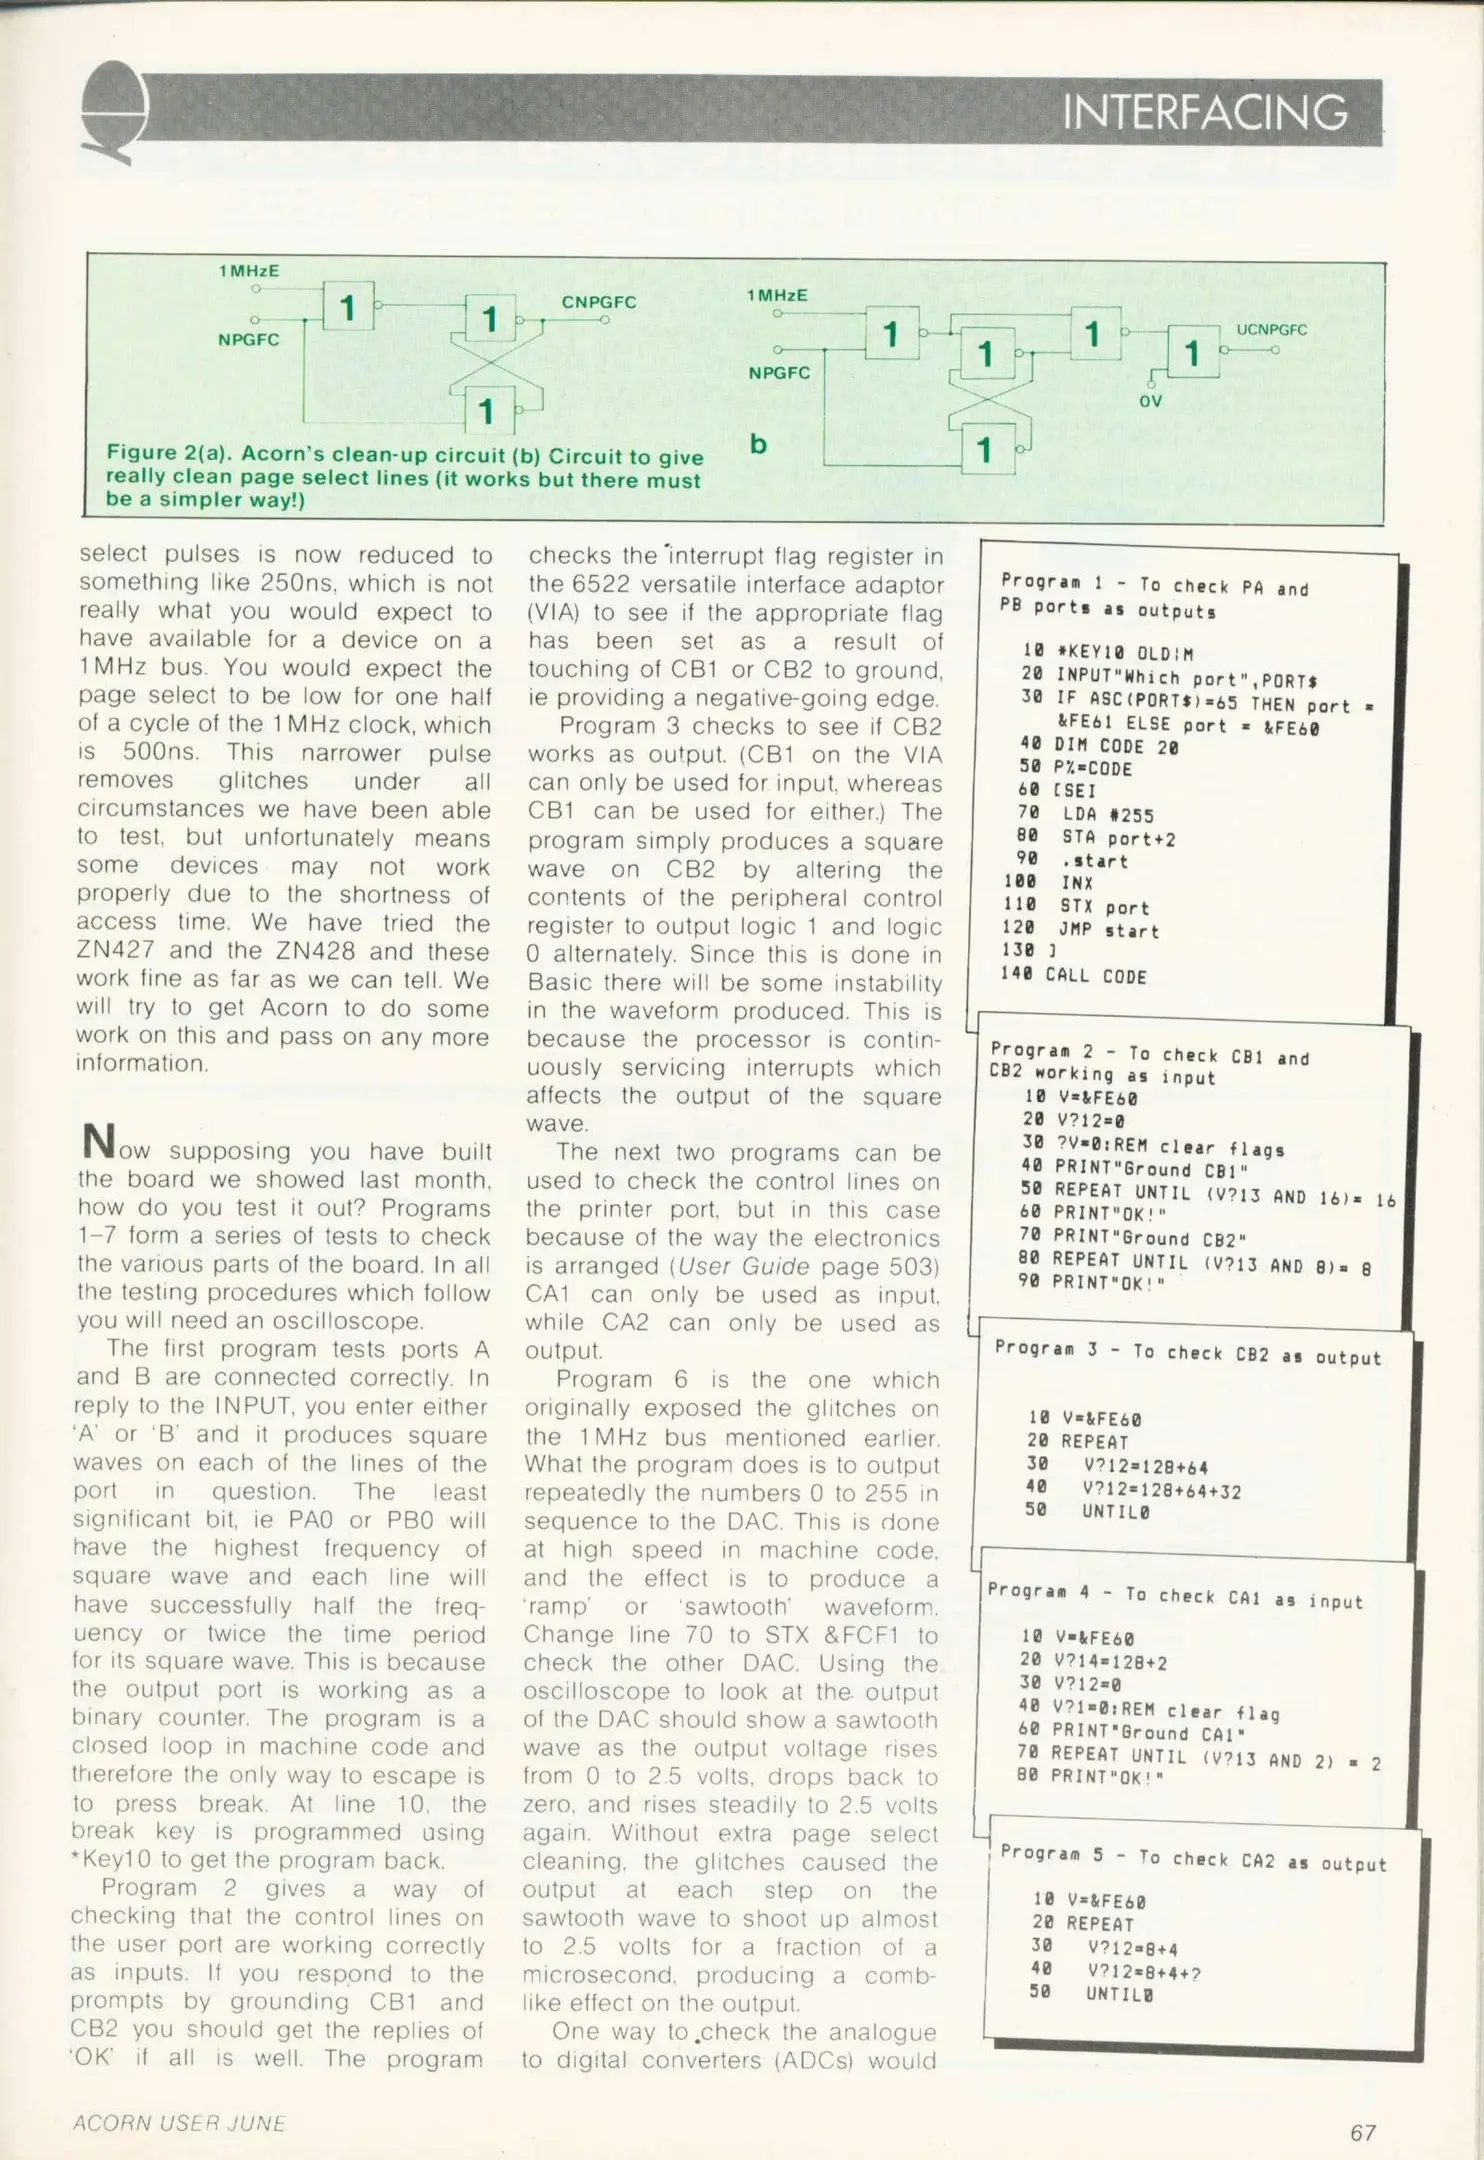 INTERFACING
1MHzE
NPGFC
1
1
1
CNPGFC
1MHzE
NPGFC
1
1
1
1
1
0V
UCNPGFC
b
Figure 2(a). Acorn's clean-up circuit (b) Circuit to give
really clean page select lines (it works but there must
be a simpler way!)
select pulses is now reduced to
something like 250ns, which is not
really what you would expect to
have available for a device on a
1MHz bus. You would expect the
page select to be low for one half
of a cycle of the 1MHz clock, which
is 500ns. This narrower pulse
removes glitches under all
circumstances we have been able
to test, but unfortunately means
some devices may not work
properly due to the shortness of
access time. We have tried the
ZN427 and the ZN428 and these
work fine as far as we can tell. We
will try to get Acorn to do some
work on this and pass on any more
information.
Now supposing you have built
the board we showed last month,
how do you test it out? Programs
1–7 form a series of tests to check
the various parts of the board. In all
the testing procedures which follow
you will need an oscilloscope.
The first program tests ports A
and B are connected correctly. In
reply to the INPUT, you enter either
'A' or 'B' and it produces square
waves on each of the lines of the
port in question. The least
significant bit, ie PA0 or PB0 will
have the highest frequency of
square wave and each line will
have successfully half the freq-
uency or twice the time period
for its square wave. This is because
the output port is working as a
binary counter. The program is a
closed loop in machine code and
therefore the only way to escape is
to press break. At line 10, the
break key is programmed using
*Key10 to get the program back.
Program 2 gives a way of
checking that the control lines on
the user port are working correctly
as inputs. If you respond to the
prompts by grounding CB1 and
CB2 you should get the replies of
'OK' if all is well. The program
checks the interrupt flag register in
the 6522 versatile interface adaptor
(VIA) to see if the appropriate flag
has been set as a result of
touching of CB1 or CB2 to ground,
ie providing a negative-going edge.
Program 3 checks to see if CB2
works as output. (CB1 on the VIA
can only be used for input, whereas
CB1 can be used for either.) The
program simply produces a square
wave on CB2 by altering the
contents of the peripheral control
register to output logic 1 and logic
0 alternately. Since this is done in
Basic there will be some instability
in the waveform produced. This is
because the processor is contin-
uously servicing interrupts which
affects the output of the square
wave.
The next two programs can be
used to check the control lines on
the printer port, but in this case
because of the way the electronics
is arranged (User Guide page 503)
CA1 can only be used as input,
while CA2 can only be used as
output.
Program 6 is the one which
originally exposed the glitches on
the 1MHz bus mentioned earlier.
What the program does is to output
repeatedly the numbers 0 to 255 in
sequence to the DAC. This is done
at high speed in machine code,
and the effect is to produce a
'ramp' or 'sawtooth' waveform.
Change line 70 to STX &FCF1 to
check the other DAC. Using the
oscilloscope to look at the output
of the DAC should show a sawtooth
wave as the output voltage rises
from 0 to 2.5 volts, drops back to
zero, and rises steadily to 2.5 volts
again. Without extra page select
cleaning, the glitches caused the
output at each step on the
sawtooth wave to shoot up almost
to 2.5 volts for a fraction of a
microsecond, producing a comb-
like effect on the output.
One way to check the analogue
to digital converters (ADCs) would
Program 1 - To check PA and
PB ports as outputs
10 *KEY10 OLD¦M
20 INPUT"Which port",PORT$
30 IF ASC(PORT$)=65 THEN port =
&FE61 ELSE port = &FE60
40 DIM CODE 20
50 P%=CODE
60 [SEI
70 LDA #255
80 STA port+2
90 .start
100 INX
110 STX port
120 JMP start
130 ]
140 CALL CODE
Program 2 - To check CB1 and
CB2 working as input
10 V=&FE60
20 V?12=0
30 ?V=0:REM clear flags
40 PRINT"Ground CB1"
50 REPEAT UNTIL (V?13 AND 16)= 16
60 PRINT"OK!"
70 PRINT"Ground CB2"
80 REPEAT UNTIL (V?13 AND 8)= 8
90 PRINT"OK!"
Program 3 - To check CB2 as output
10 V=&FE60
20 REPEAT
30 V?12=128+64
40 V?12=128+64+32
50 UNTIL0
Program 4 - To check CA1 as input
10 V=&FE60
20 V?14=128+2
30 V?12=0
40 V?1=0:REM clear flag
60 PRINT"Ground CA1"
70 REPEAT UNTIL (V?13 AND 2) = 2
80 PRINT"OK!"
Program 5 - To check CA2 as output
10 V=&FE60
20 REPEAT
30 V?12=8+4
40 V?12=8+4+?
50 UNTIL0
ACORN USER JUNE
67